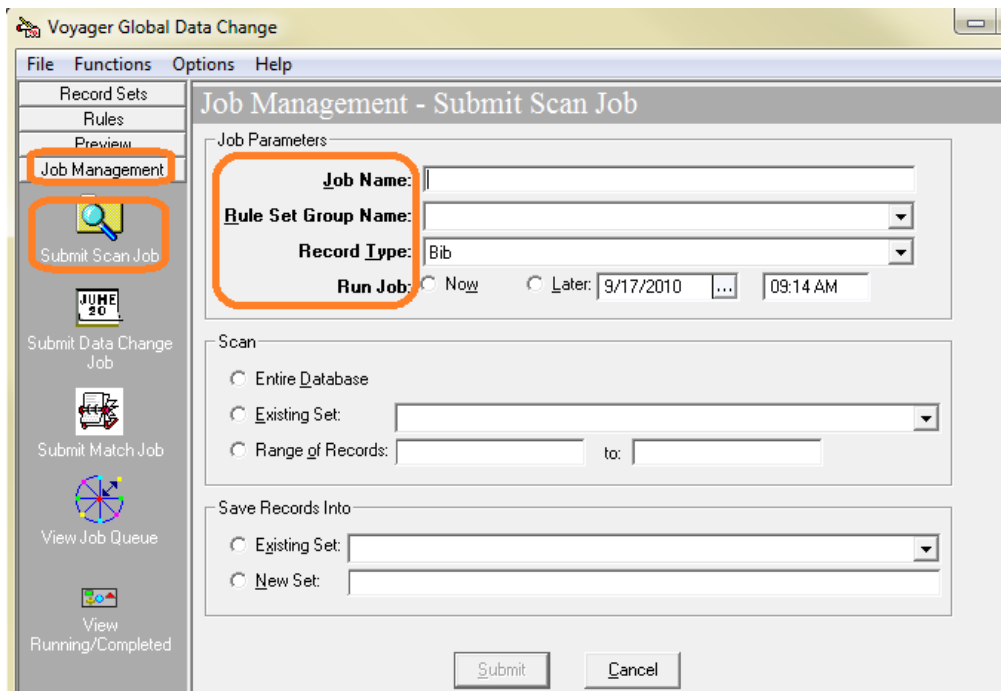 Voyager Global Data Change
File Functions Options Help
Record Sets
Rules
Preview
Job Management
Submit Scan Job
JUNE
20
Submit Data Change
Job
Submit Match Job
View Job Queue
View
Running/Completed
Job Management - Submit Scan Job
Job Parameters
Job Name:
Rule Set Group Name:
Record Type: Bib
Run Job: Now Later: 9/17/2010 ... 09:14 AM
Scan
Entire Database
Existing Set:
Range of Records: to:
Save Records Into
Existing Set:
New Set:
Submit Cancel